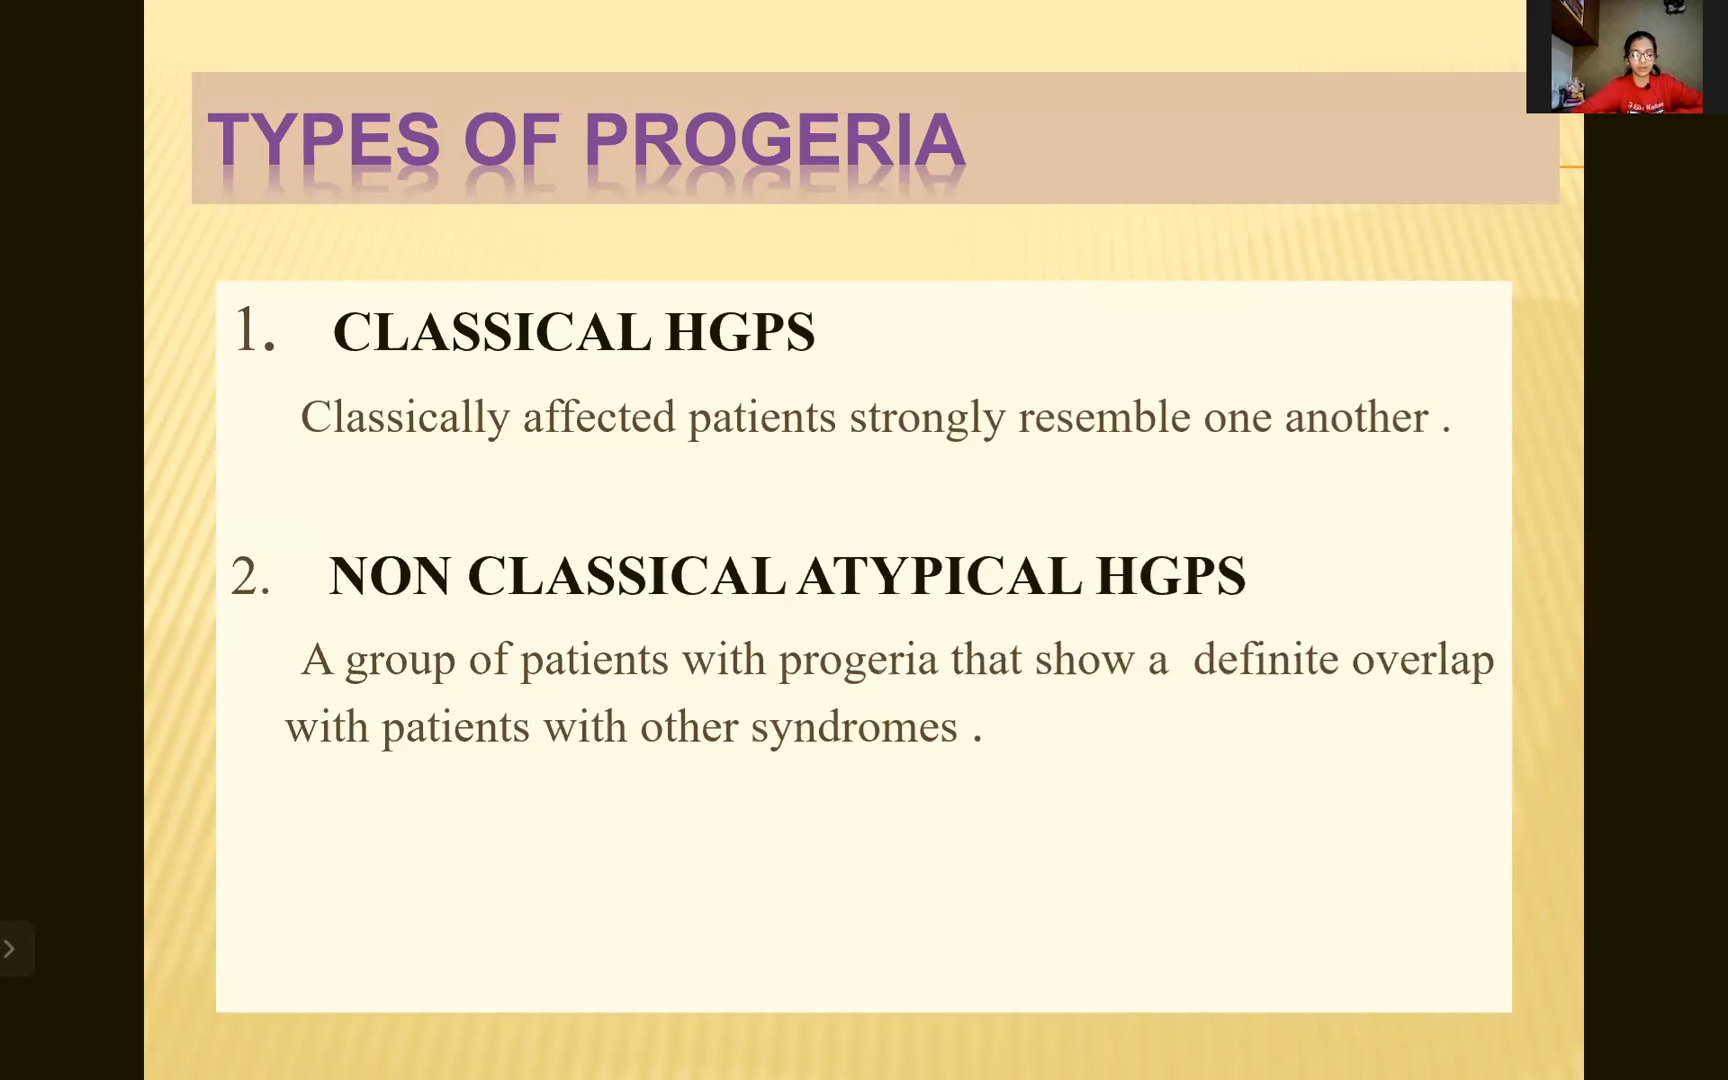 TYPES OF PROGERIA
1. CLASSICAL HGPS
Classically affected patients strongly resemble one another .
2. NON CLASSICAL ATYPICAL HGPS
A group of patients with progeria that show a definite overlap
with patients with other syndromes .